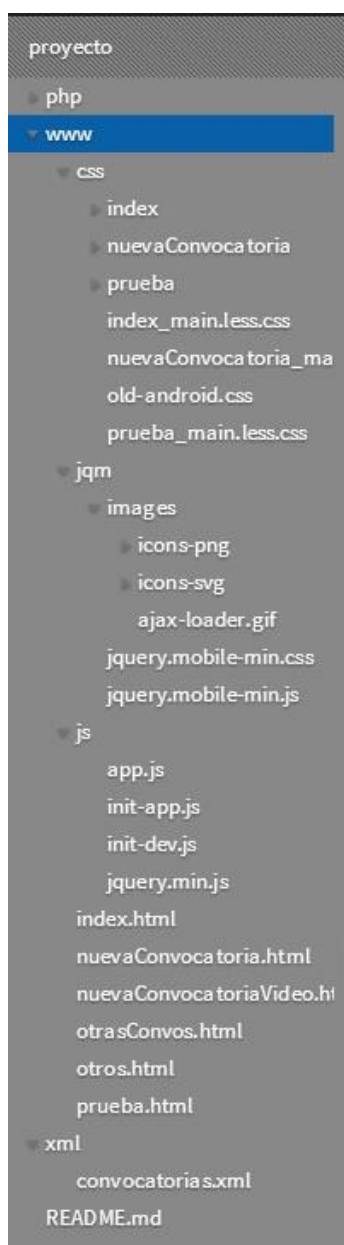 proyecto
php
www
css
index
nuevaConvocatoria
prueba
index_main.less.css
nuevaConvocatoria_ma
old-android.css
prueba_main.less.css
jqm
images
icons-png
icons-svg
ajax-loader.gif
jquery.mobile-min.css
jquery.mobile-min.js
js
app.js
init-app.js
init-dev.js
jquery.min.js
index.html
nuevaConvocatoria.html
nuevaConvocatoriaVideo.ht
otrasConvos.html
otros.html
prueba.html
xml
convocatorias.xml
README.md